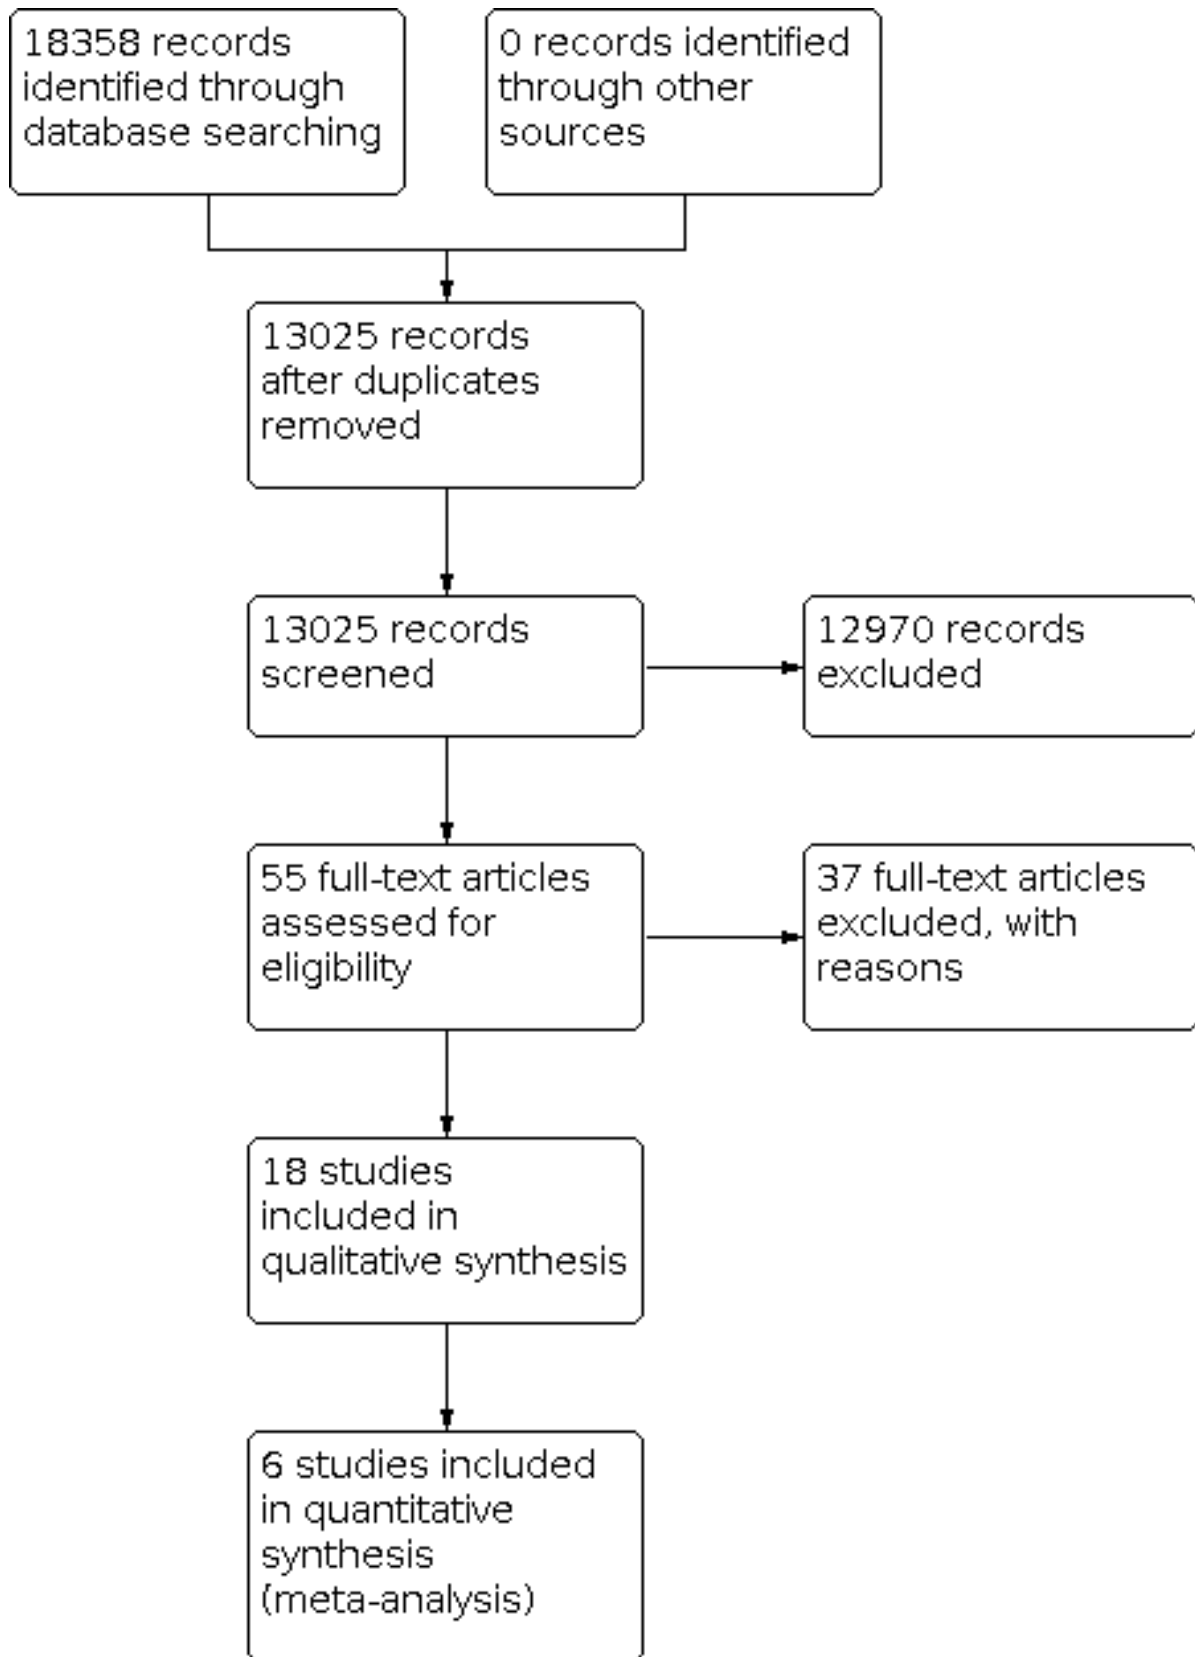 18358 records
identified through
database searching
0 records identified
through other
sources
13025 records
after duplicates
removed
13025 records
screened
12970 records
excluded
55 full-text articles
assessed for
eligibility
37 full-text articles
excluded, with
reasons
18 studies
included in
qualitative synthesis
6 studies included
in quantitative
synthesis
(meta-analysis)